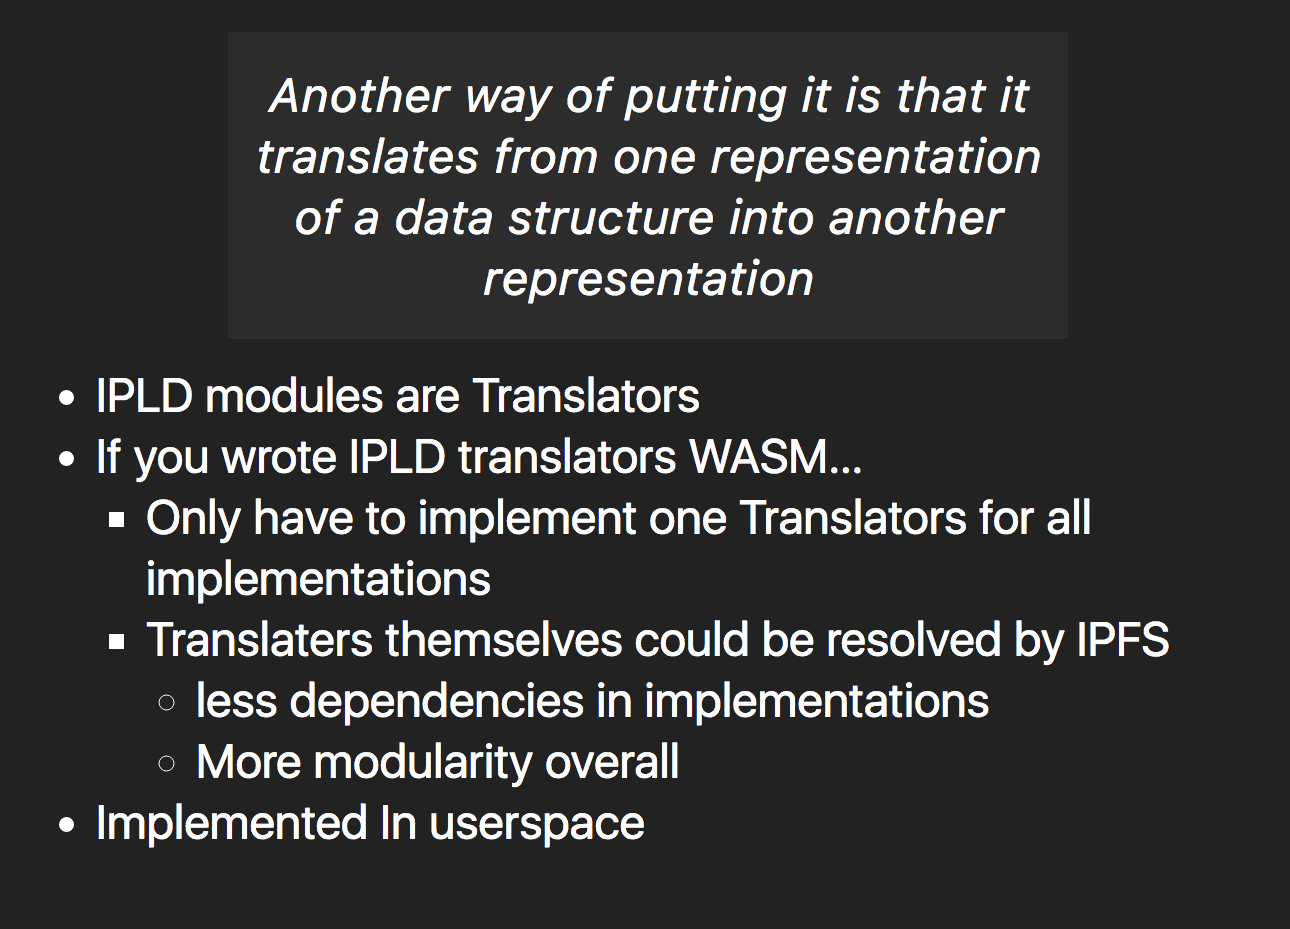 Another way of putting it is that it
translates from one representation
of a data structure into another
representation
IPLD modules are Translators
If you wrote IPLD translators WASM...
Only have to implement one Translators for all
implementations
Translaters themselves could be resolved by IPFS
less dependencies in implementations
More modularity overall
Implemented In userspace